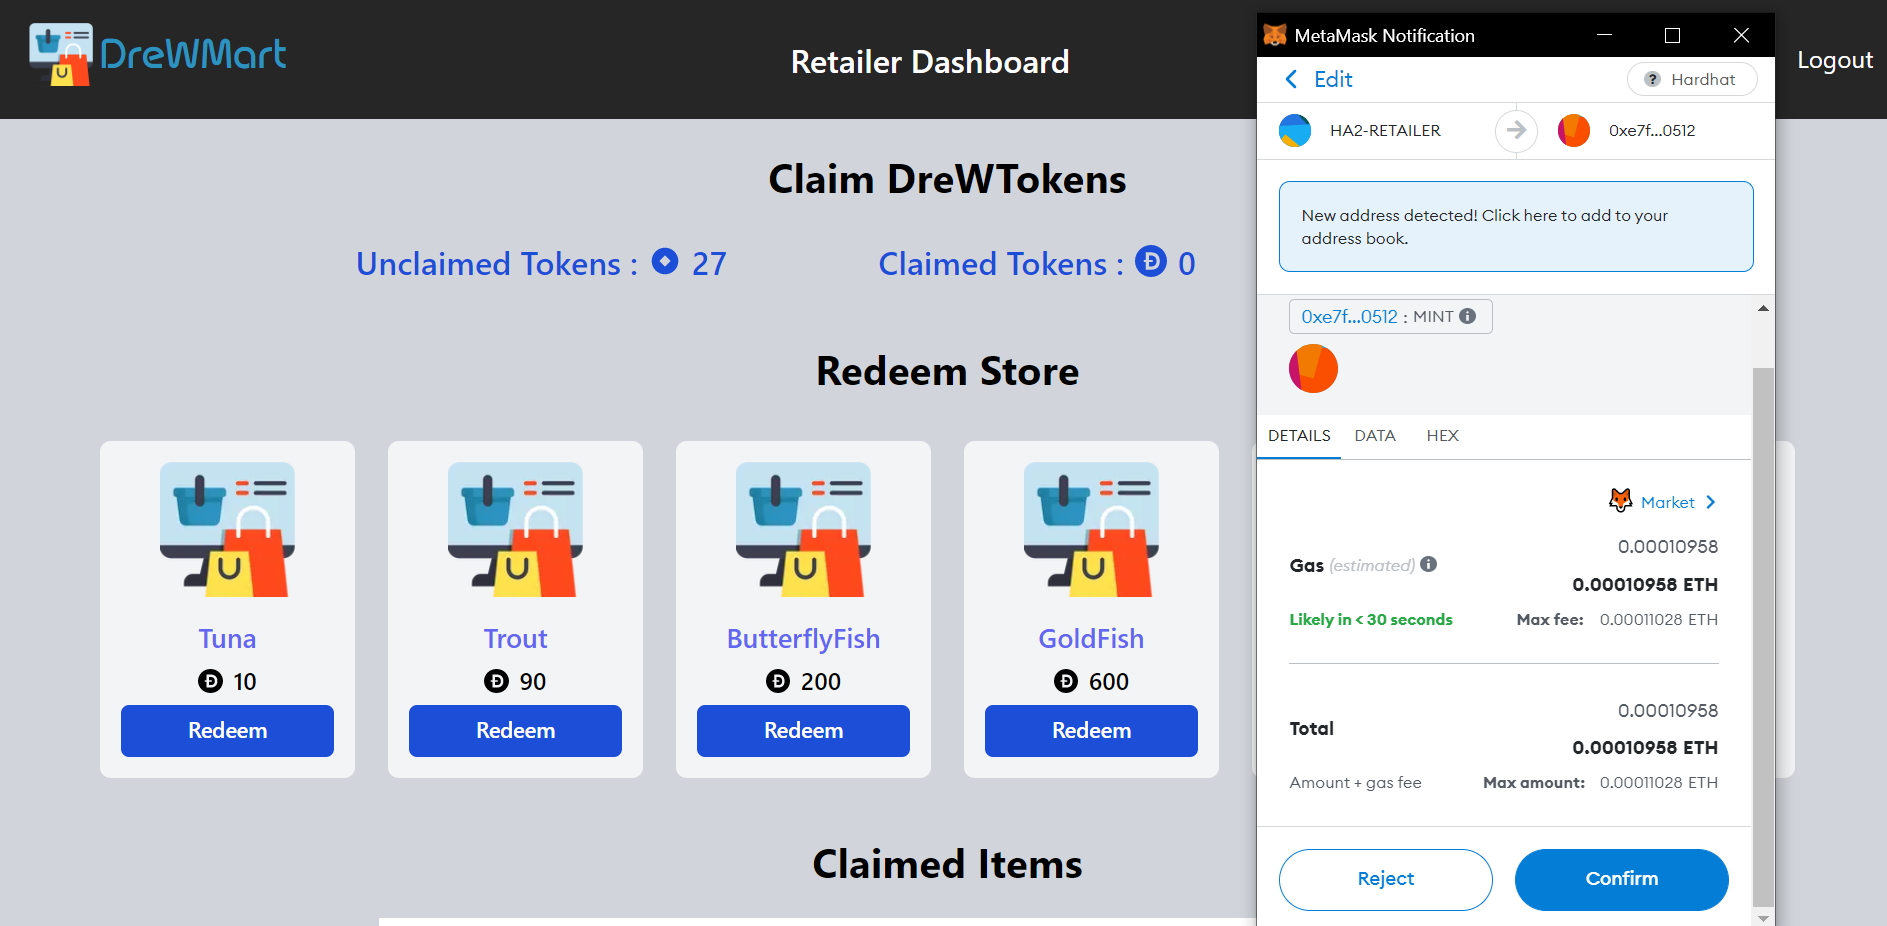 DreWMart
Retailer Dashboard
Logout
Claim DreWTokens
Unclaimed Tokens : 27
Claimed Tokens : Đ 0
Redeem Store
Tuna
Đ 10
Redeem
Trout
Đ 90
Redeem
ButterflyFish
Đ 200
Redeem
GoldFish
Đ 600
Redeem
Claimed Items
MetaMask Notification
Edit
? Hardhat
HA2-RETAILER
0xe7f...0512
New address detected! Click here to add to your
address book.
0xe7f...0512 : MINT
DETAILS DATA HEX
Market
0.00010958
Gas (estimated)
0.00010958 ETH
Likely in < 30 seconds
Max fee: 0.00011028 ETH
0.00010958
Total
0.00010958 ETH
Amount + gas fee
Max amount: 0.00011028 ETH
Reject
Confirm